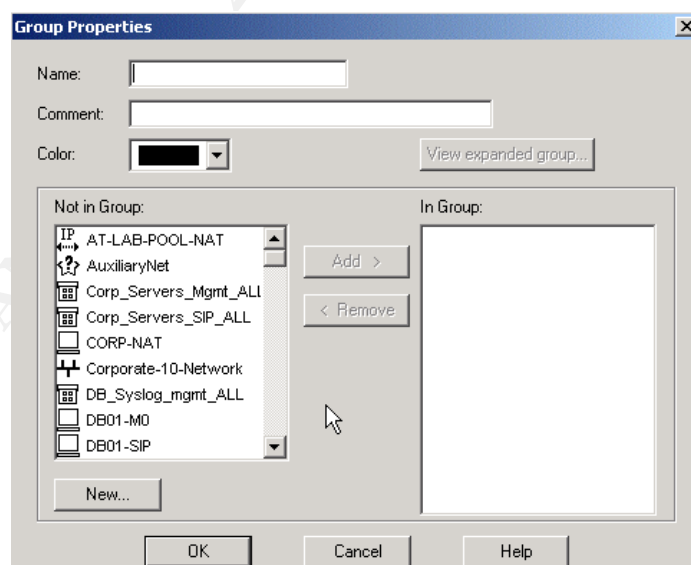 Group Properties
Name:
Comment:
Color:
View expanded group...
Not in Group:
In Group:
IP AT-LAB-POOL-NAT
AuxiliaryNet
Corp_Servers_Mgmt_ALL
Corp_Servers_SIP_ALL
CORP-NAT
Corporate-10-Network
DB_Syslog_mgmt_ALL
DB01-M0
DB01-SIP
Add >
< Remove
New...
OK
Cancel
Help